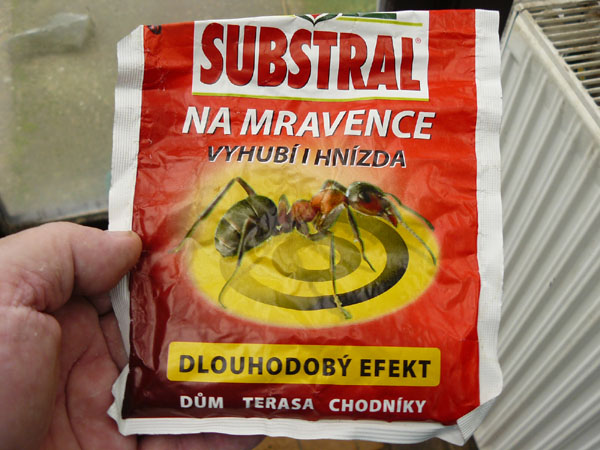 SUBSTRAL®
NA MRAVENCE
VYHUBÍ I HNÍZDA
DLOUHODOBÝ EFEKT
DŮM TERASA CHODNÍKY